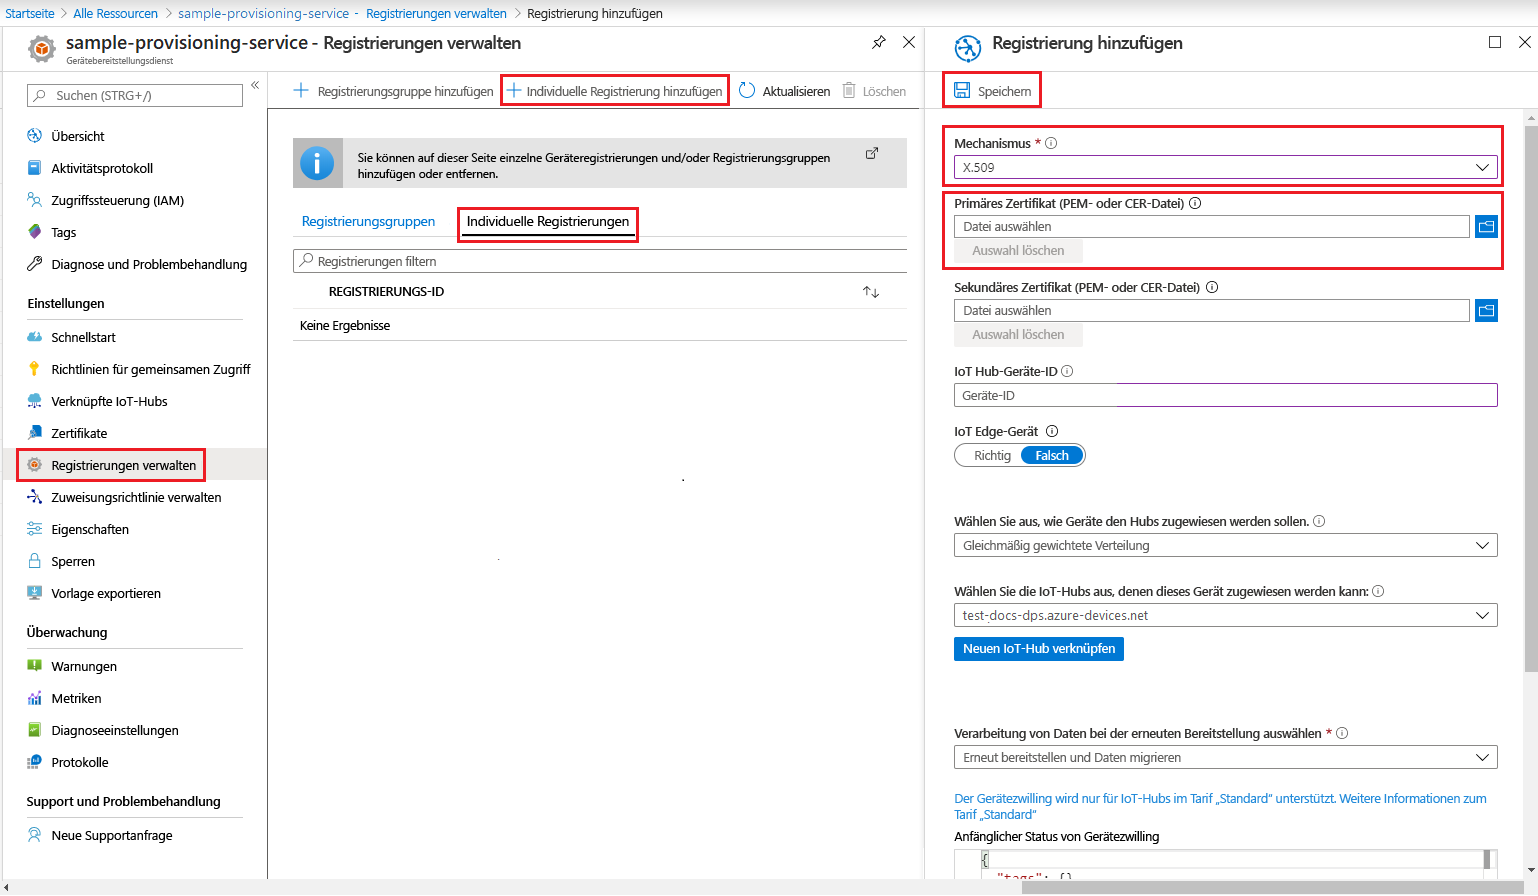 Startseite > Alle Ressourcen > sample-provisioning-service - Registrierungen verwalten > Registrierung hinzufügen
sample-provisioning-service - Registrierungen verwalten
Gerätebereitstellungsdienst
Suchen (STRG+/)
«
Übersicht
Aktivitätsprotokoll
Zugriffssteuerung (IAM)
Tags
Diagnose und Problembehandlung
Einstellungen
Schnellstart
Richtlinien für gemeinsamen Zugriff
Verknüpfte IoT-Hubs
Zertifikate
Registrierungen verwalten
Zuweisungsrichtlinie verwalten
Eigenschaften
Sperren
Vorlage exportieren
Überwachung
Warnungen
Metriken
Diagnoseeinstellungen
Protokolle
Support und Problembehandlung
Neue Supportanfrage
Registrierungsgruppe hinzufügen
Individuelle Registrierung hinzufügen
Aktualisieren
Löschen
Sie können auf dieser Seite einzelne Geräteregistrierungen und/oder Registrierungsgruppen
hinzufügen oder entfernen.
Registrierungsgruppen
Individuelle Registrierungen
Registrierungen filtern
REGISTRIERUNGS-ID
Keine Ergebnisse
Registrierung hinzufügen
Speichern
Mechanismus *
X.509
Primäres Zertifikat (PEM- oder CER-Datei)
Datei auswählen
Auswahl löschen
Sekundäres Zertifikat (PEM- oder CER-Datei)
Datei auswählen
Auswahl löschen
IoT Hub-Geräte-ID
Geräte-ID
IoT Edge-Gerät
Richtig Falsch
Wählen Sie aus, wie Geräte den Hubs zugewiesen werden sollen.
Gleichmäßig gewichtete Verteilung
Wählen Sie die IoT-Hubs aus, denen dieses Gerät zugewiesen werden kann:
test-docs-dps.azure-devices.net
Neuen IoT-Hub verknüpfen
Verarbeitung von Daten bei der erneuten Bereitstellung auswählen *
Erneut bereitstellen und Daten migrieren
Der Gerätezwilling wird nur für IoT-Hubs im Tarif „Standard“ unterstützt. Weitere Informationen zum
Tarif „Standard“
Anfänglicher Status von Gerätezwilling
{
"tags": {}